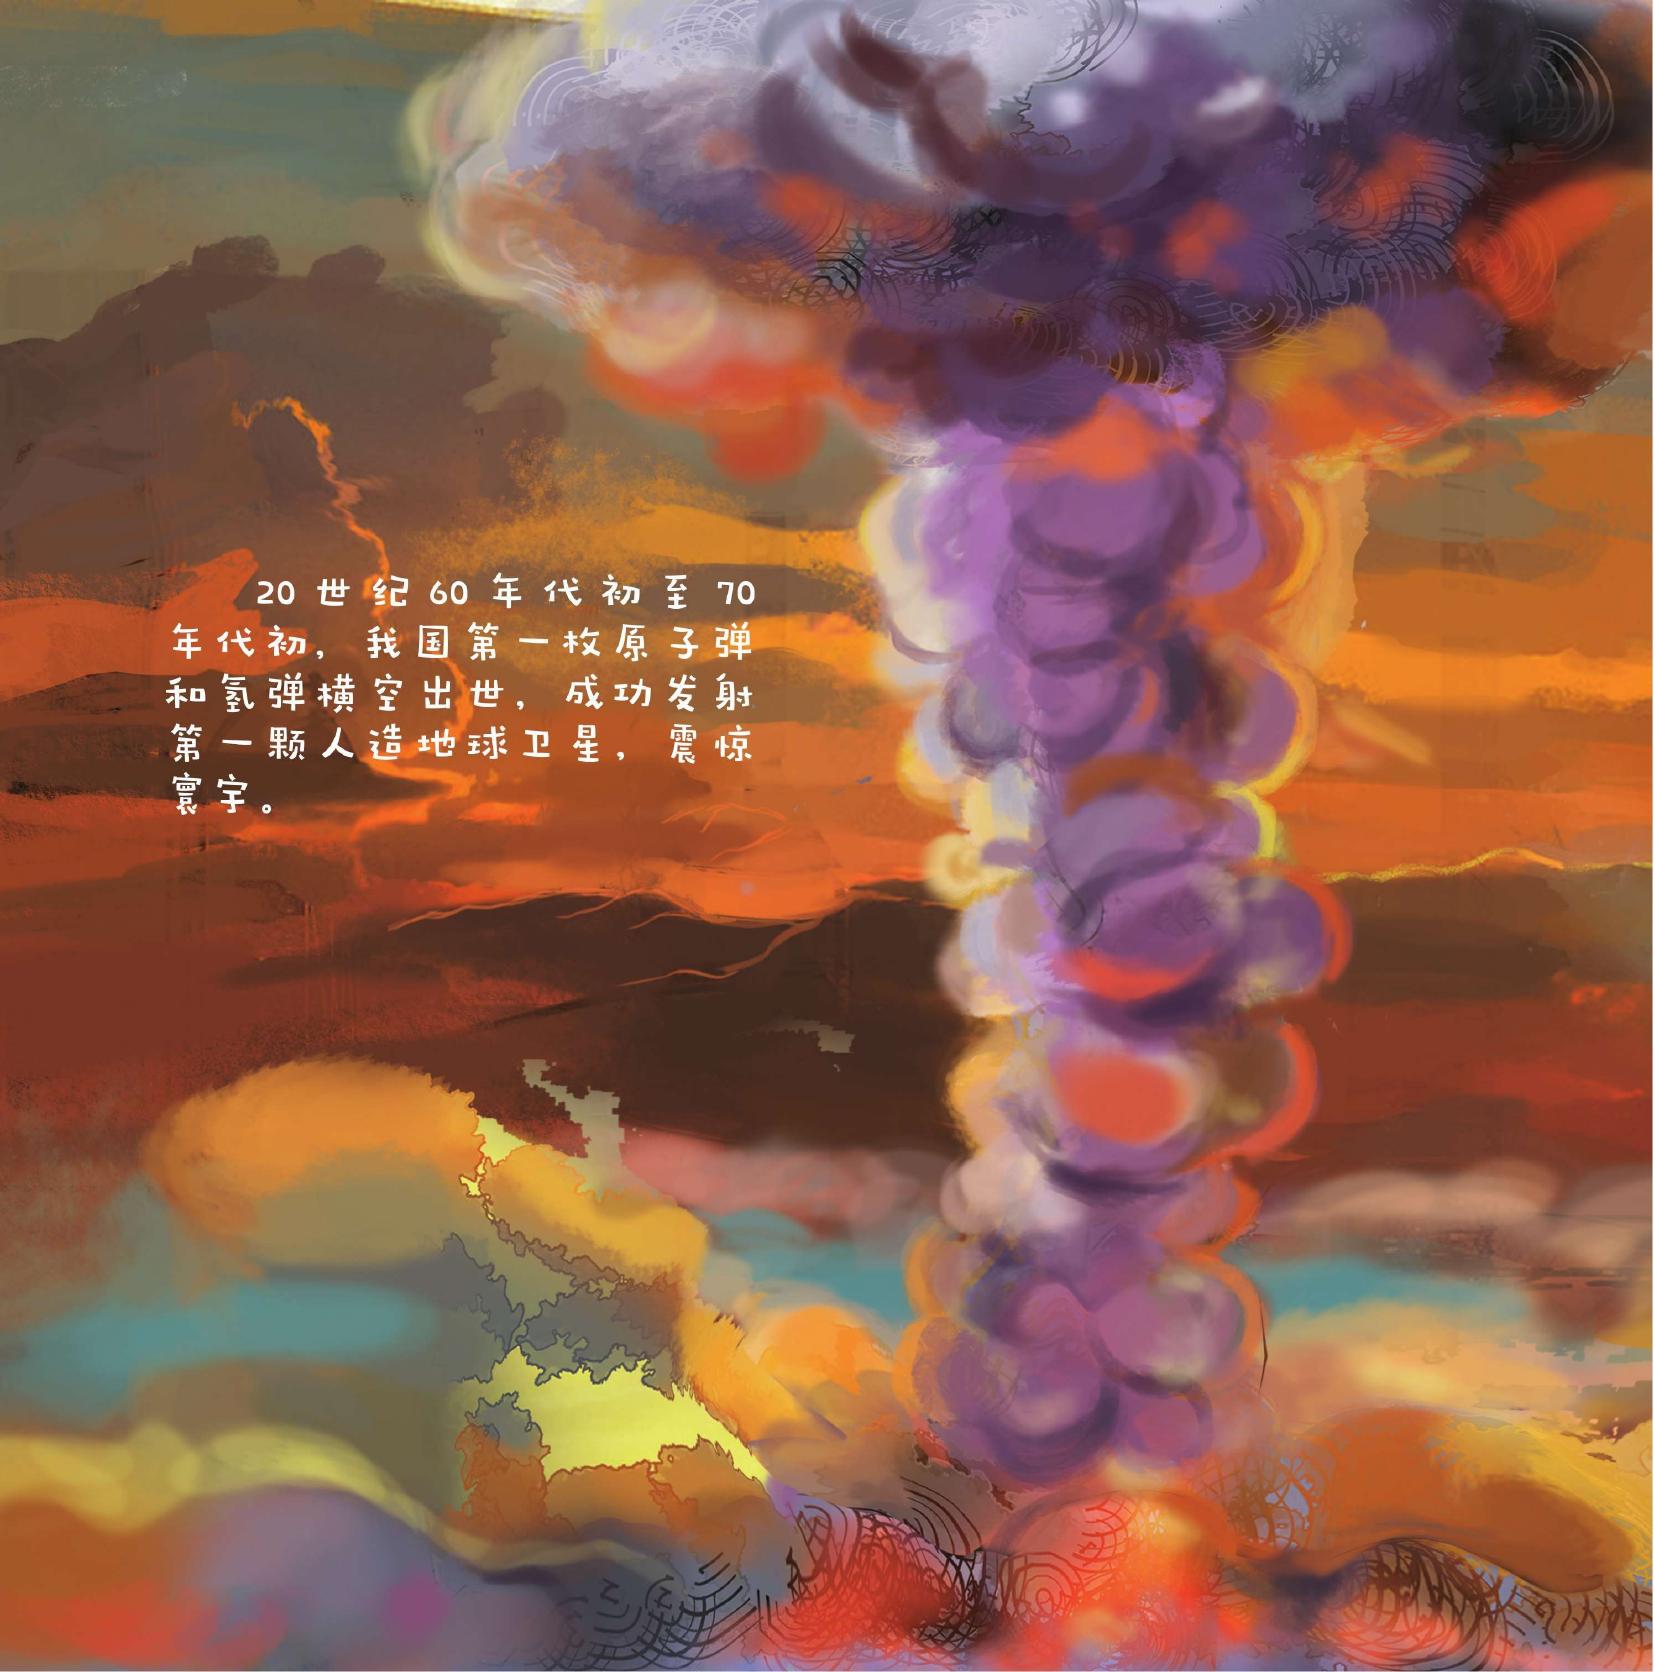 20世纪60年代初至70
年代初，我国第一枚原子弹
和氢弹横空出世，成功发射
第一颗人造地球卫星，震惊
寰宇。